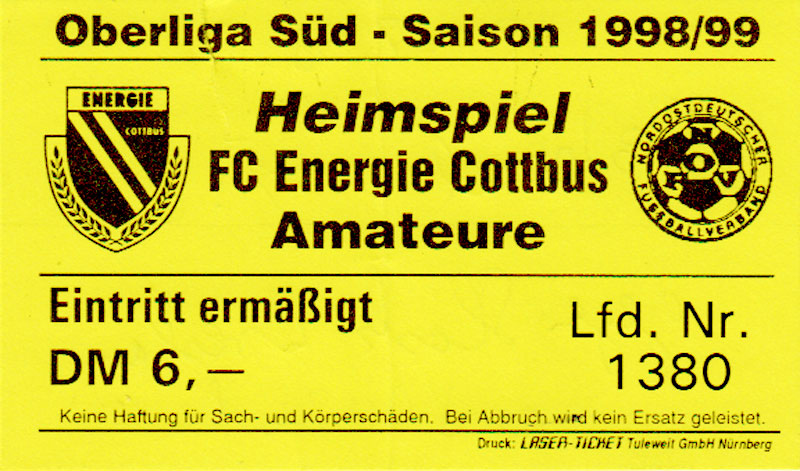 Oberliga Süd - Saison 1998/99
ENERGIE
COTTBUS
Heimspiel
FC Energie Cottbus
Amateure
NORDOSTDEUTSCHER
NOFV
FUSSBALLVERBAND
Eintritt ermäßigt
DM 6,—
Lfd. Nr.
1380
Keine Haftung für Sach- und Körperschäden. Bei Abbruch wird kein Ersatz geleistet.
Druck: LASER-TICKET Tuleweit GmbH Nürnberg